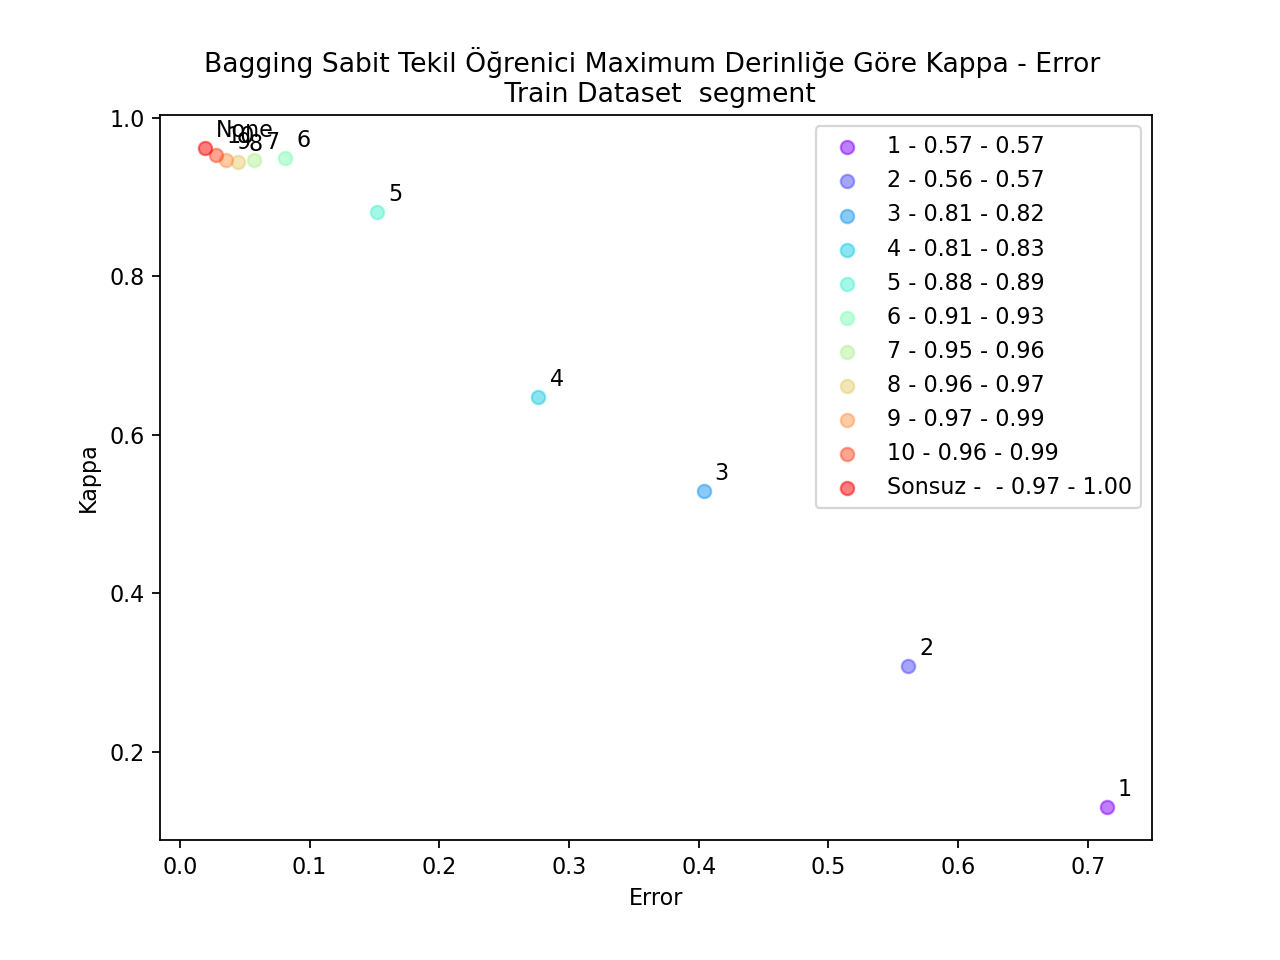 Bagging Sabit Tekil Öğrenici Maximum Derinliğe Göre Kappa - Error
Train Dataset  segment
Kappa
1.0
0.8
0.6
0.4
0.2
None
10
9
8
7
6
5
4
3
2
1
1 - 0.57 - 0.57
2 - 0.56 - 0.57
3 - 0.81 - 0.82
4 - 0.81 - 0.83
5 - 0.88 - 0.89
6 - 0.91 - 0.93
7 - 0.95 - 0.96
8 - 0.96 - 0.97
9 - 0.97 - 0.99
10 - 0.96 - 0.99
Sonsuz -  - 0.97 - 1.00
0.0 0.1 0.2 0.3 0.4 0.5 0.6 0.7
Error